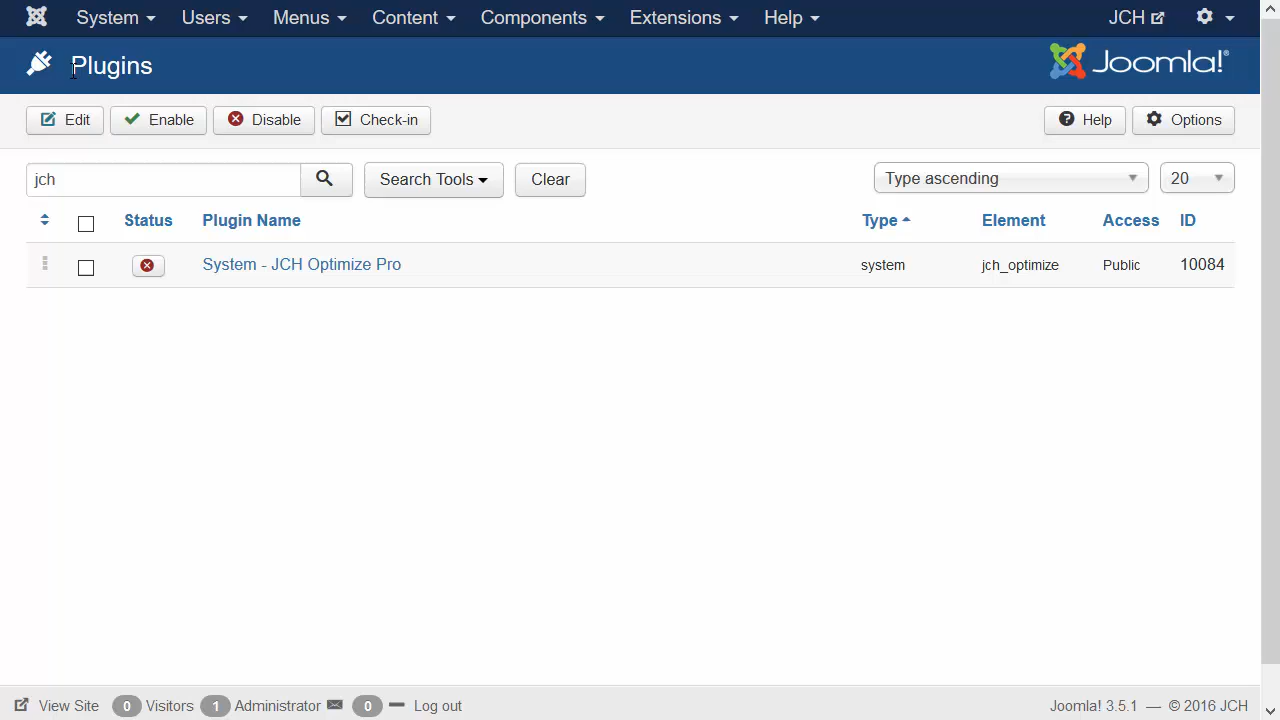 System Users Menus Content Components Extensions Help JCH
Plugins Joomla!®
Edit Enable Disable Check-in Help Options
jch Search Tools Clear Type ascending 20
Status Plugin Name Type Element Access ID
System - JCH Optimize Pro system jch_optimize Public 10084
View Site 0 Visitors 1 Administrator 0 Log out Joomla! 3.5.1 — © 2016 JCH